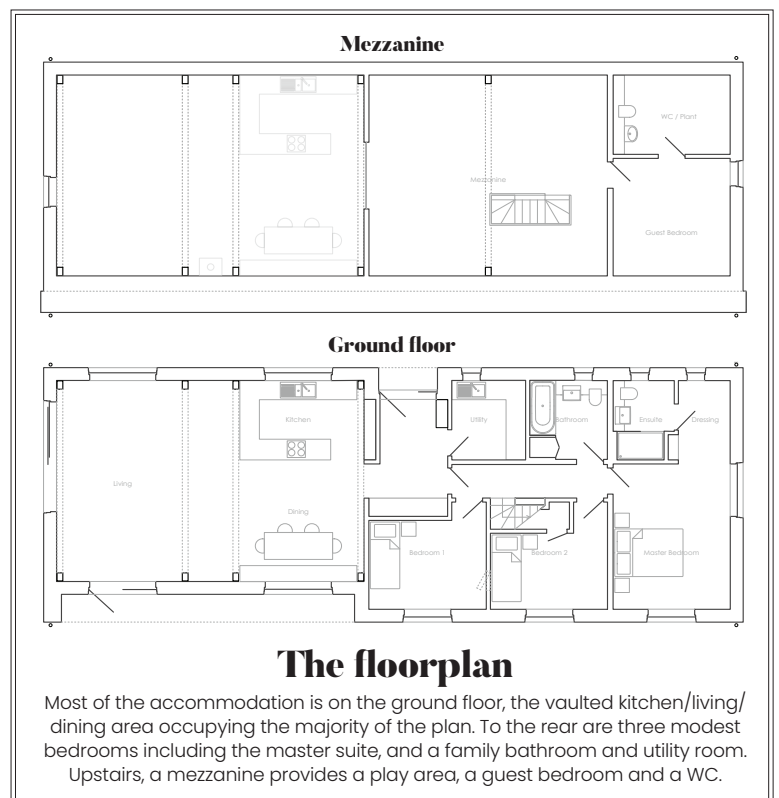 Mezzanine
WC / Plant
Mezzanine
Guest Bedroom
Ground floor
Kitchen
Utility
Bathroom
Ensuite
Dressing
Living
Dining
Bedroom 1
Bedroom 2
Master Bedroom
The floorplan
Most of the accommodation is on the ground floor, the vaulted kitchen/living/
dining area occupying the majority of the plan. To the rear are three modest
bedrooms including the master suite, and a family bathroom and utility room.
Upstairs, a mezzanine provides a play area, a guest bedroom and a WC.